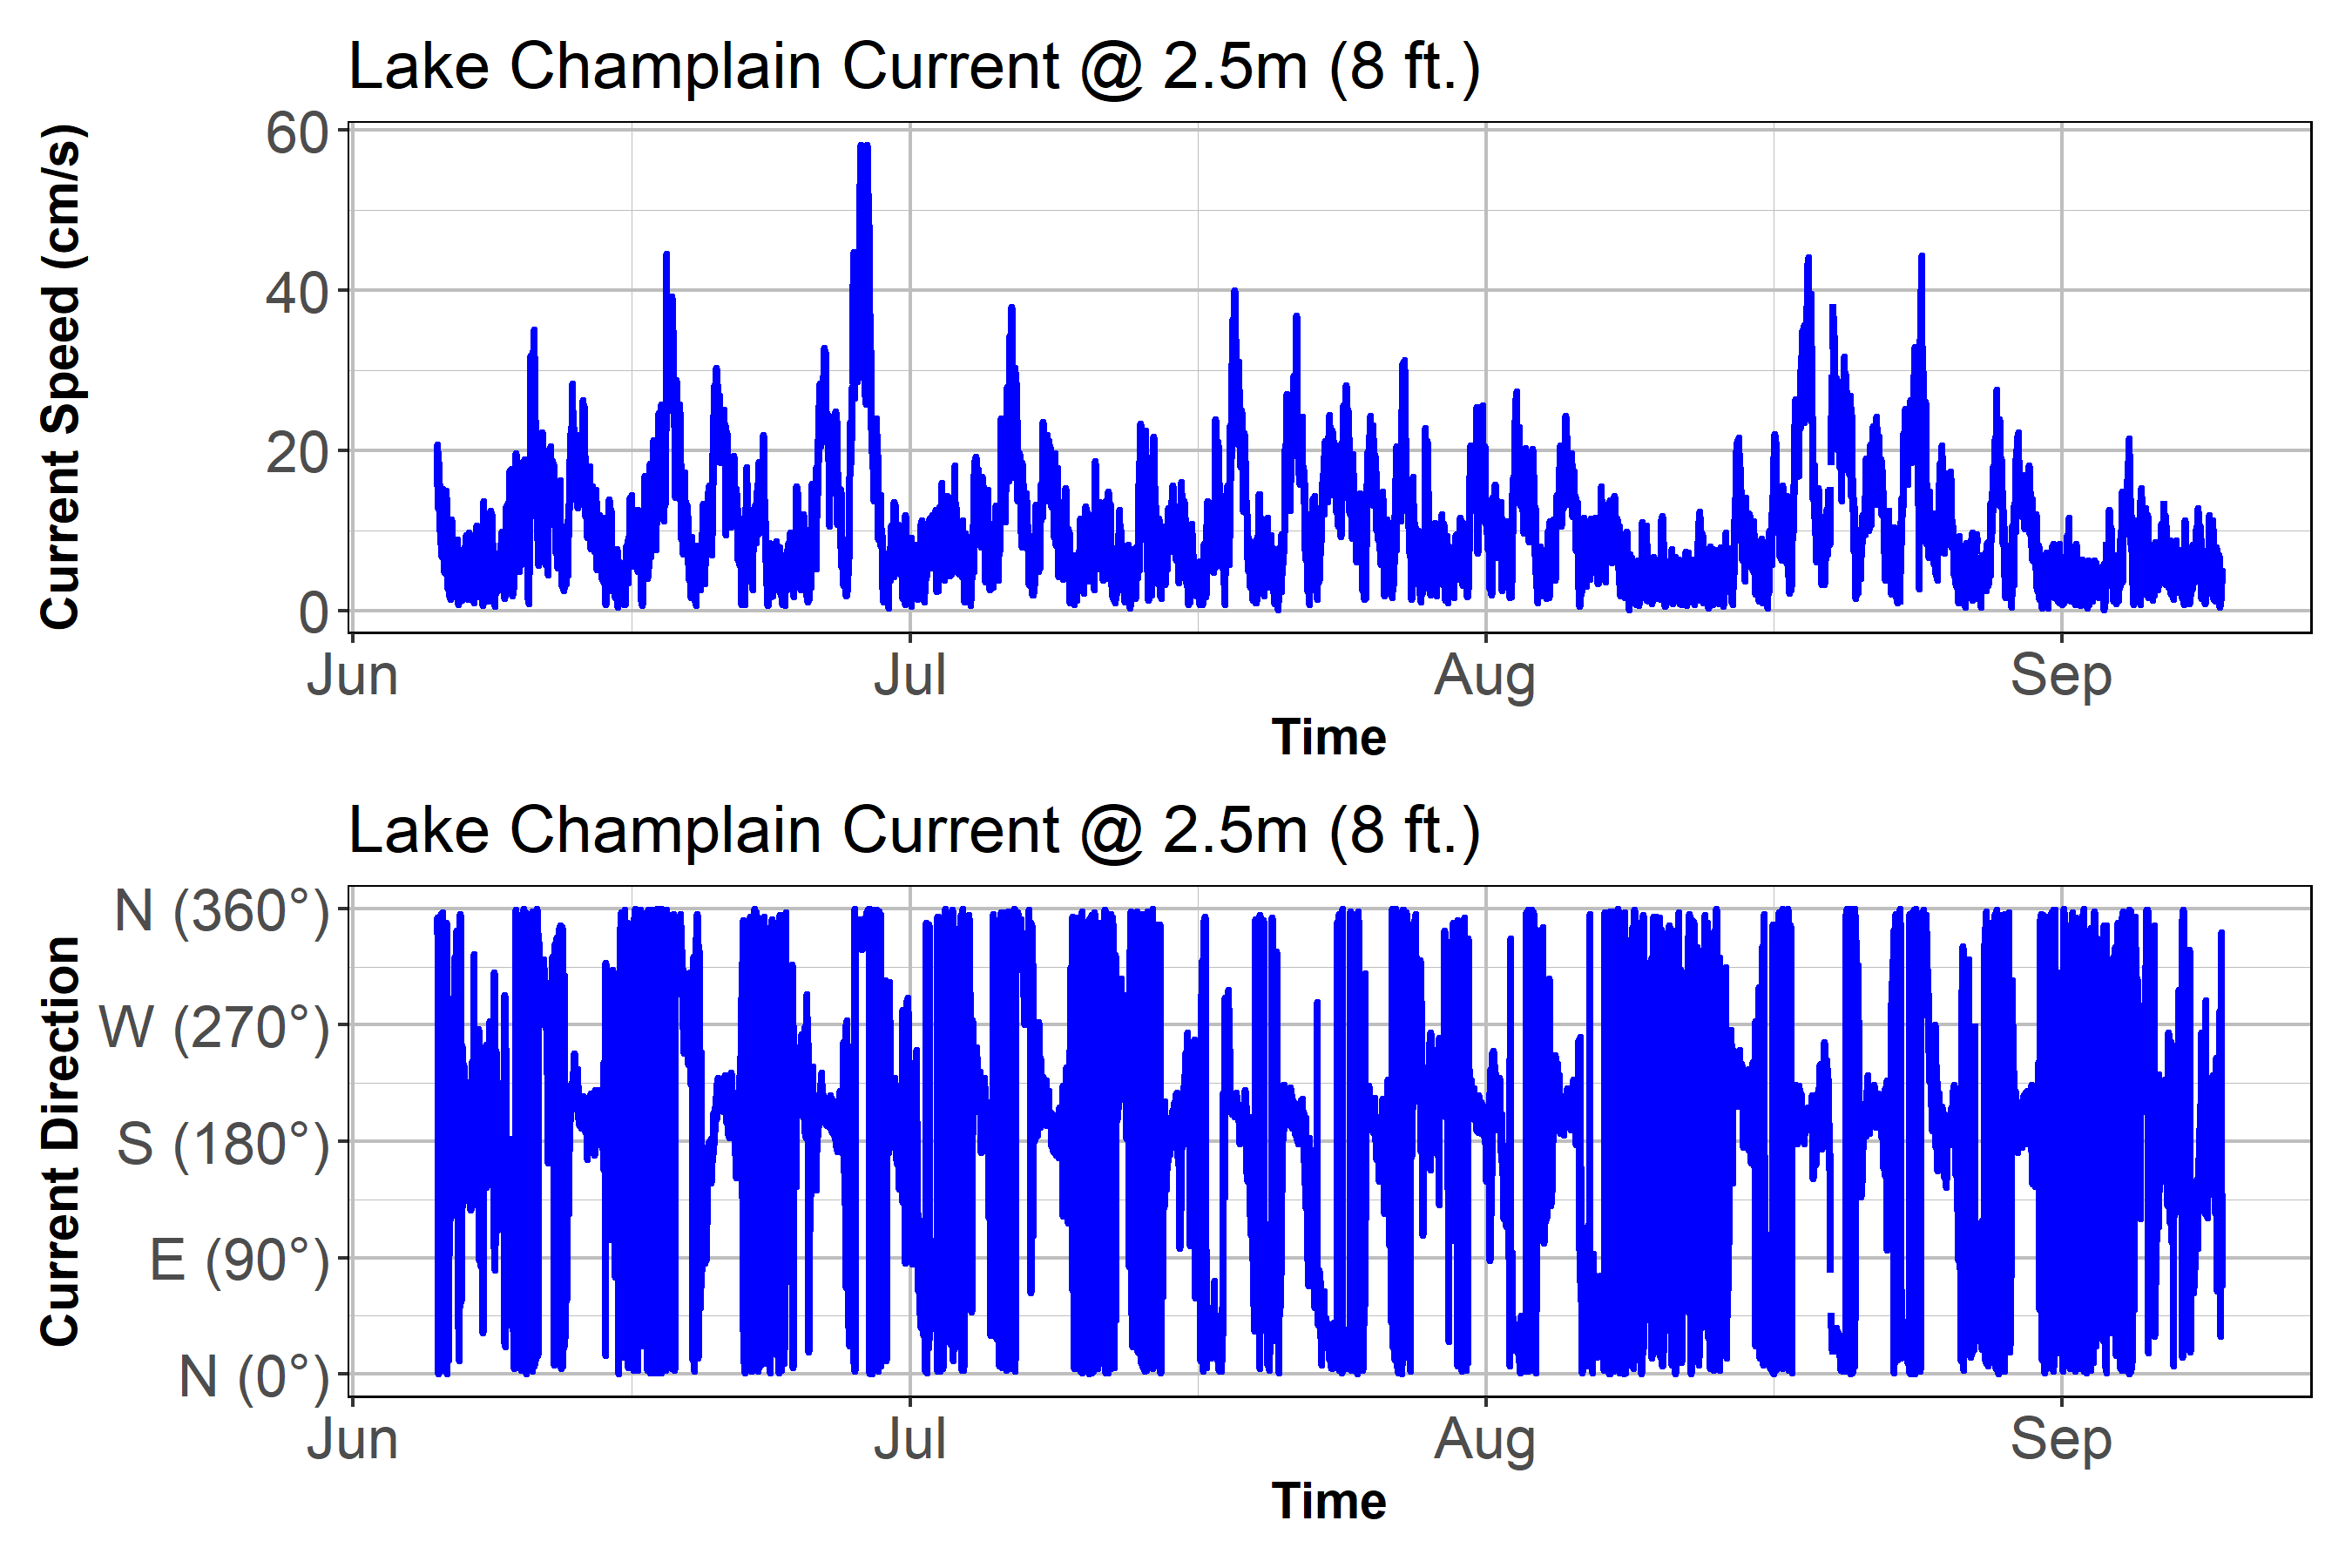 Lake Champlain Current @ 2.5m (8 ft.)
Current Speed (cm/s)
60
40
20
0
Jun Jul Aug Sep
Time
Lake Champlain Current @ 2.5m (8 ft.)
Current Direction
N (360°)
W (270°)
S (180°)
E (90°)
N (0°)
Jun Jul Aug Sep
Time